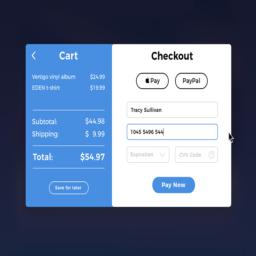 Cart
Vertigo vinyl album $24.99
EDEN t-shirt $19.99
Subtotal: $44.98
Shipping: $ 9.99
Total: $54.97
Save for later
Checkout
Pay
PayPal
Tracy Sullivan
1045 5496 544
Expiration
CVV Code
Pay Now